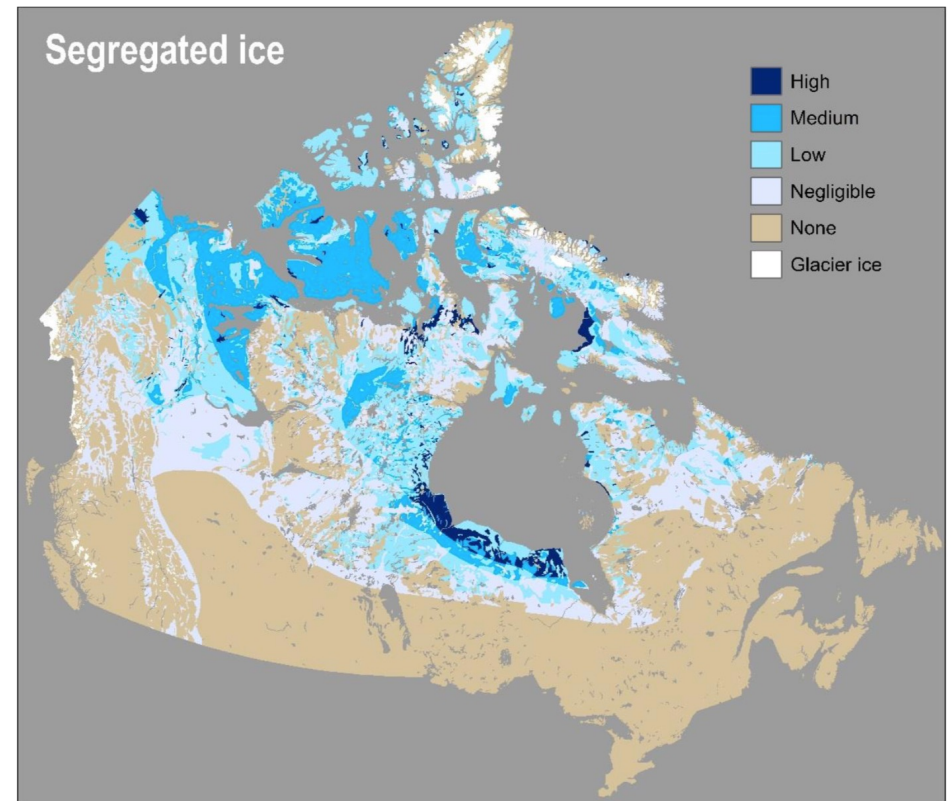 Segregated ice
High
Medium
Low
Negligible
None
Glacier ice